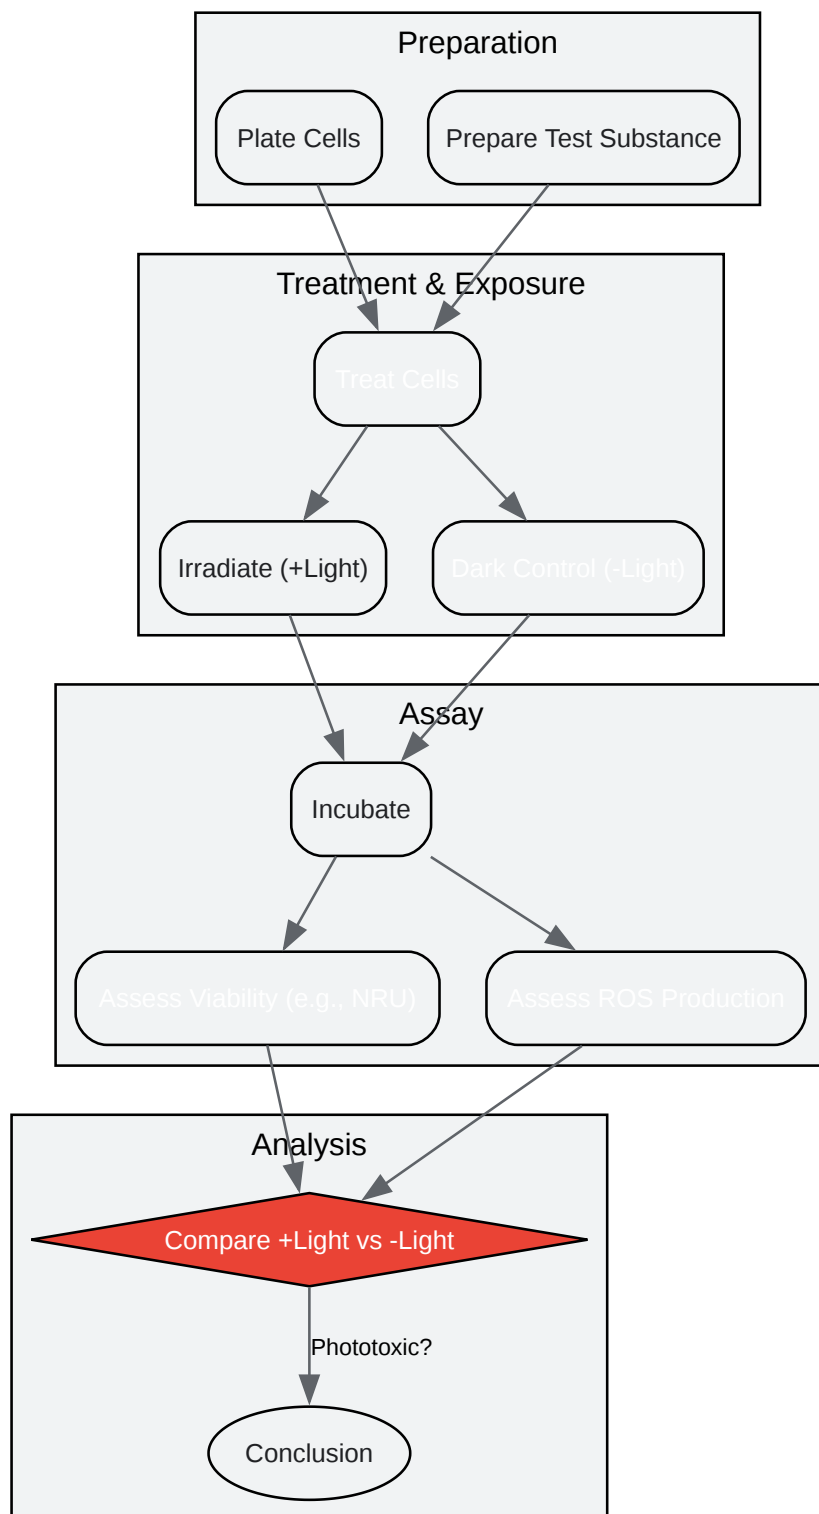 Preparation
Plate Cells
Prepare Test Substance
Treatment & Exposure
Treat Cells
Irradiate (+Light)
Dark Control (-Light)
Assay
Incubate
Assess Viability (e.g., NRU)
Assess ROS Production
Analysis
Compare +Light vs -Light
Phototoxic?
Conclusion